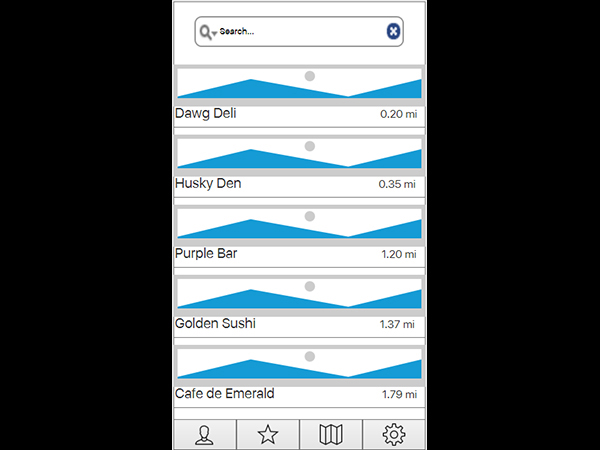 Search...
Dawg Deli 0.20 mi
Husky Den 0.35 mi
Purple Bar 1.20 mi
Golden Sushi 1.37 mi
Cafe de Emerald 1.79 mi